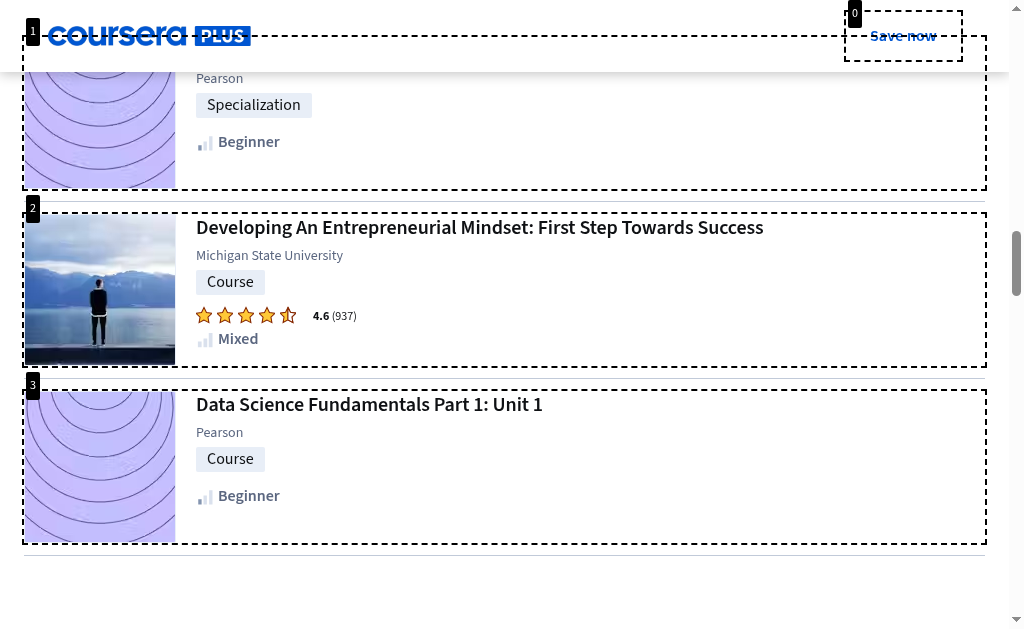 coursera PLUS
Save now
Pearson
Specialization
Beginner
Developing An Entrepreneurial Mindset: First Step Towards Success
Michigan State University
Course
4.6 (937)
Mixed
Data Science Fundamentals Part 1: Unit 1
Pearson
Course
Beginner
0
1
2
3